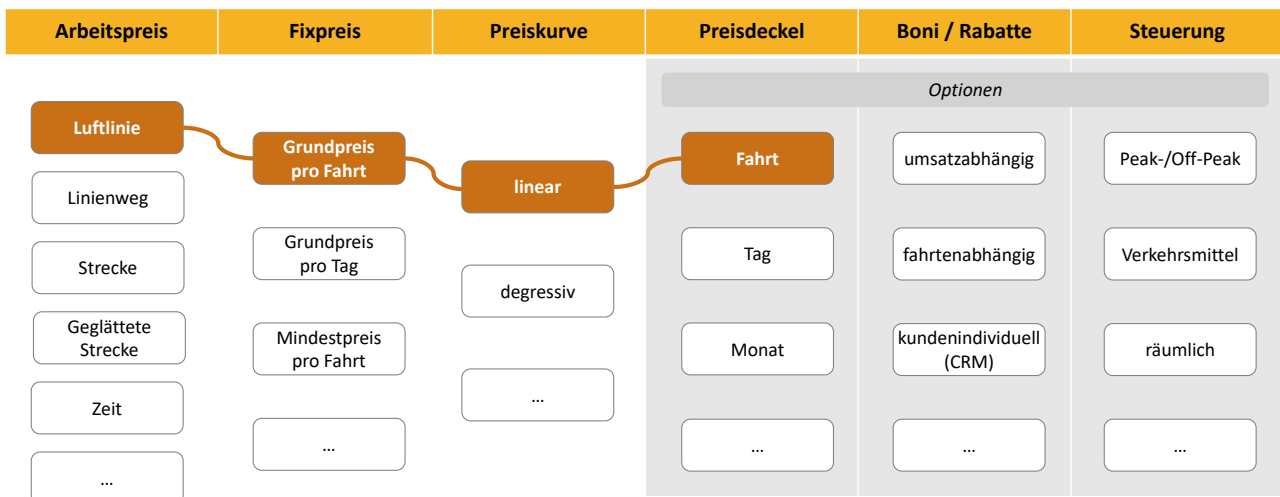 Arbeitspreis
Fixpreis
Preiskurve
Preisdeckel
Boni / Rabatte
Steuerung
Optionen
Luftlinie
Linienweg
Strecke
Geglättete
Strecke
Zeit
...
Grundpreis
pro Fahrt
Grundpreis
pro Tag
Mindestpreis
pro Fahrt
...
linear
degressiv
...
Fahrt
Tag
Monat
...
umsatzabhängig
fahrtenabhängig
kundenindividuell
(CRM)
...
Peak-/Off-Peak
Verkehrsmittel
räumlich
...